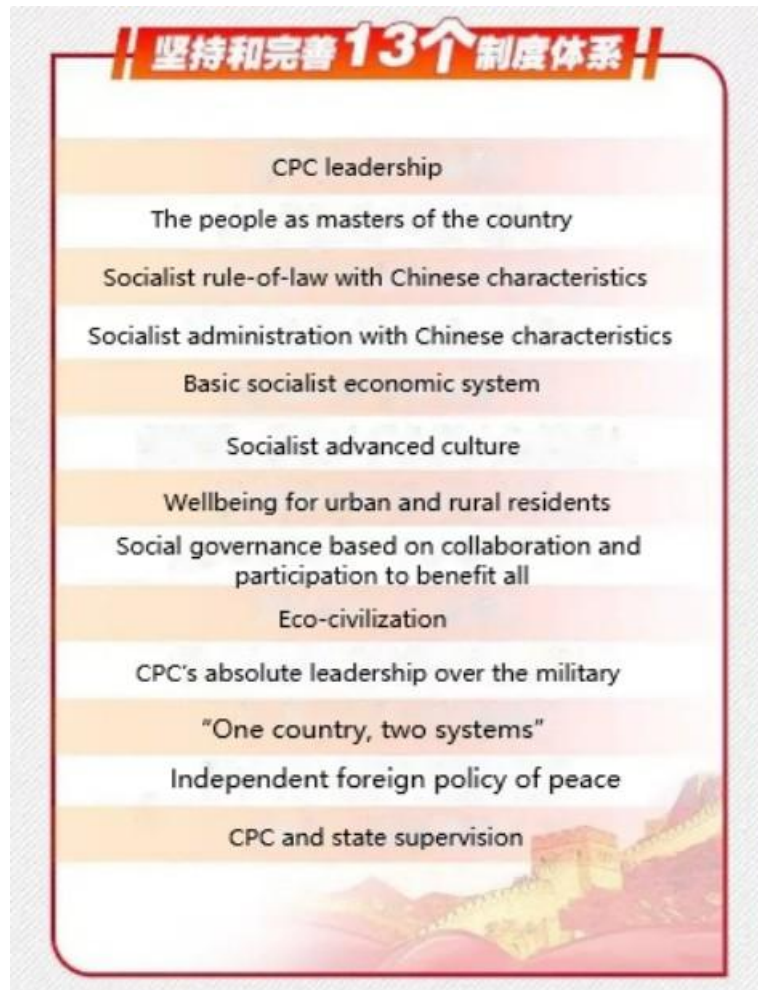 坚持和完善13个制度体系
CPC leadership
The people as masters of the country
Socialist rule-of-law with Chinese characteristics
Socialist administration with Chinese characteristics
Basic socialist economic system
Socialist advanced culture
Wellbeing for urban and rural residents
Social governance based on collaboration and
participation to benefit all
Eco-civilization
CPC's absolute leadership over the military
"One country, two systems"
Independent foreign policy of peace
CPC and state supervision